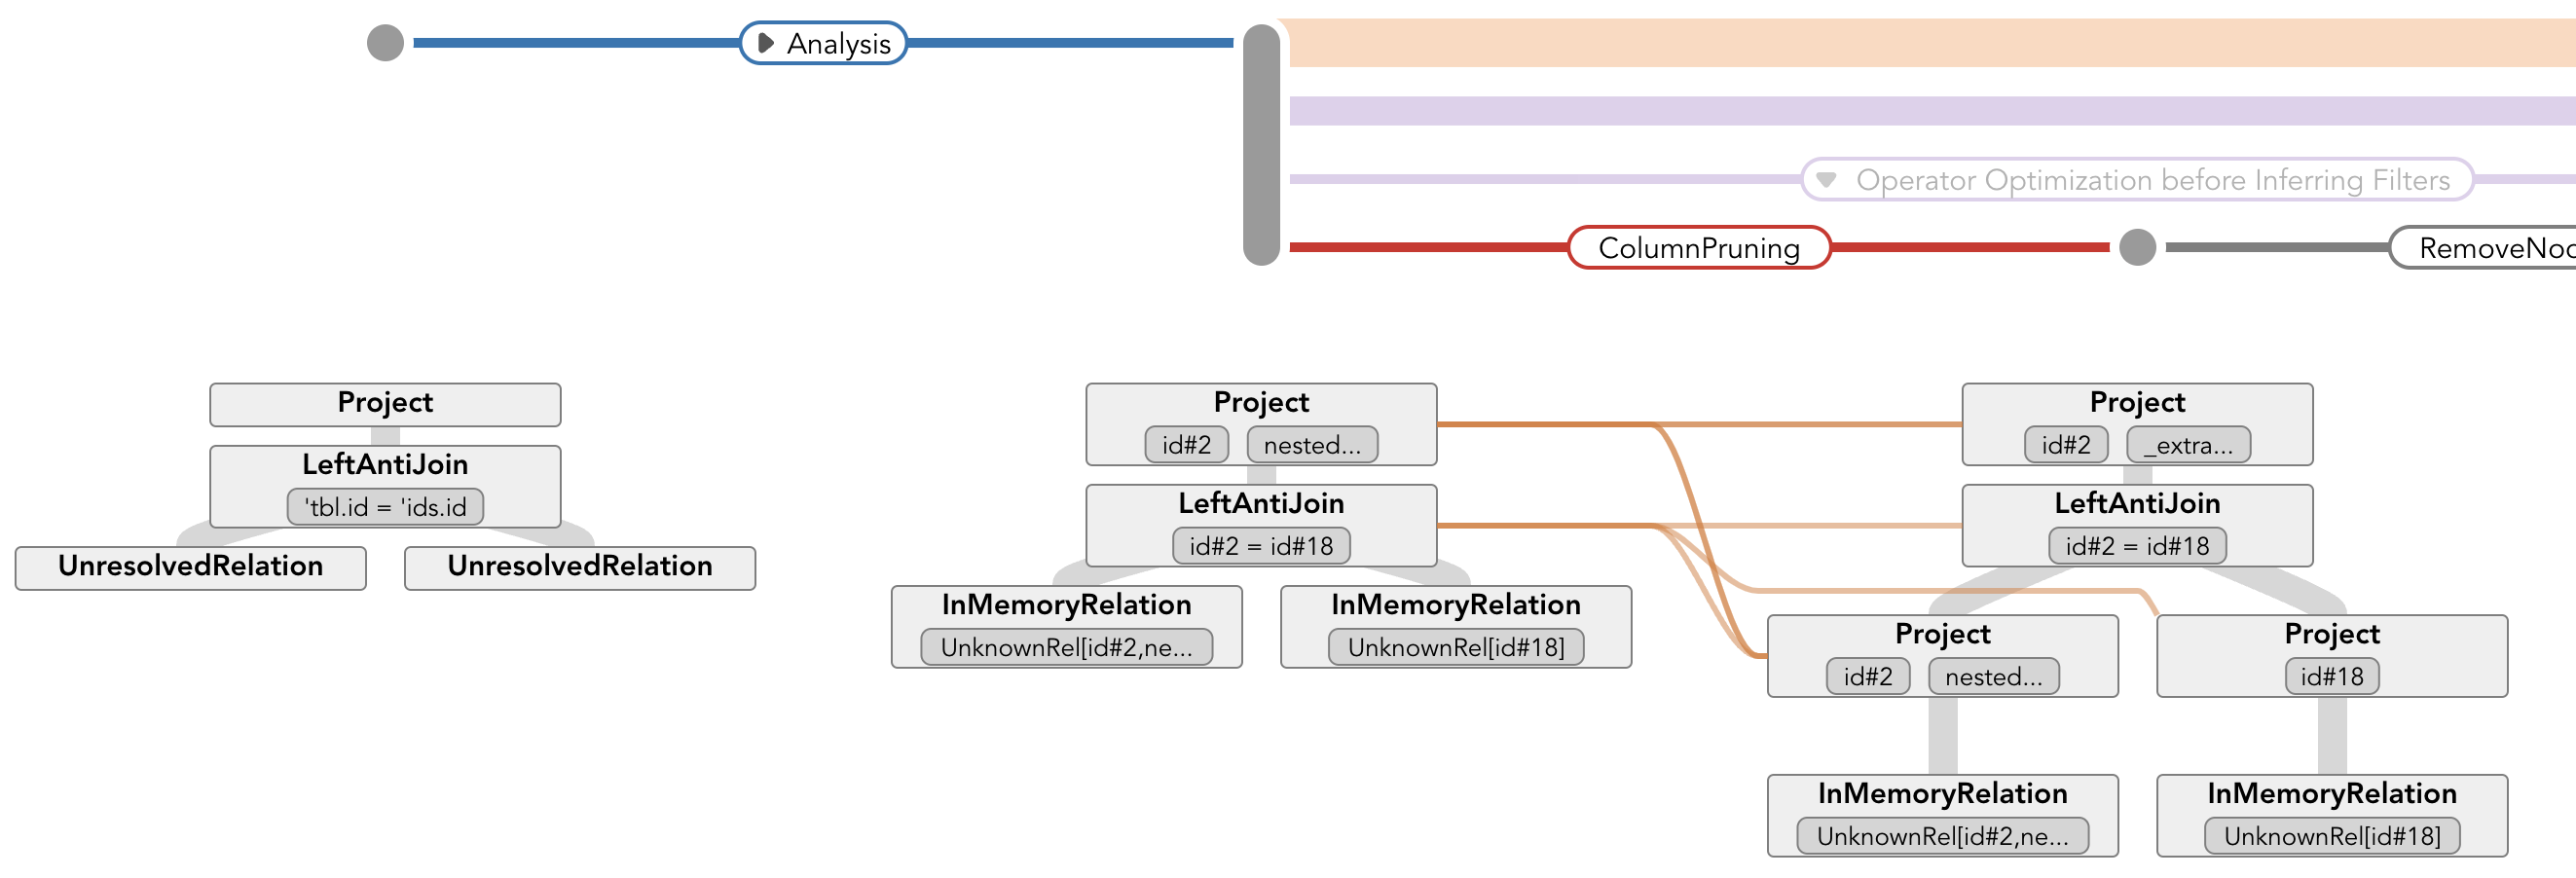 Analysis
Operator Optimization before Inferring Filters
ColumnPruning
RemoveNoo
Project
LeftAntiJoin
'tbl.id = 'ids.id
UnresolvedRelation UnresolvedRelation
Project
id#2 nested...
LeftAntiJoin
id#2 = id#18
InMemoryRelation InMemoryRelation
UnknownRel[id#2,ne... UnknownRel[id#18]
Project
id#2 _extra...
LeftAntiJoin
id#2 = id#18
Project Project
id#2 nested... id#18
InMemoryRelation InMemoryRelation
UnknownRel[id#2,ne... UnknownRel[id#18]